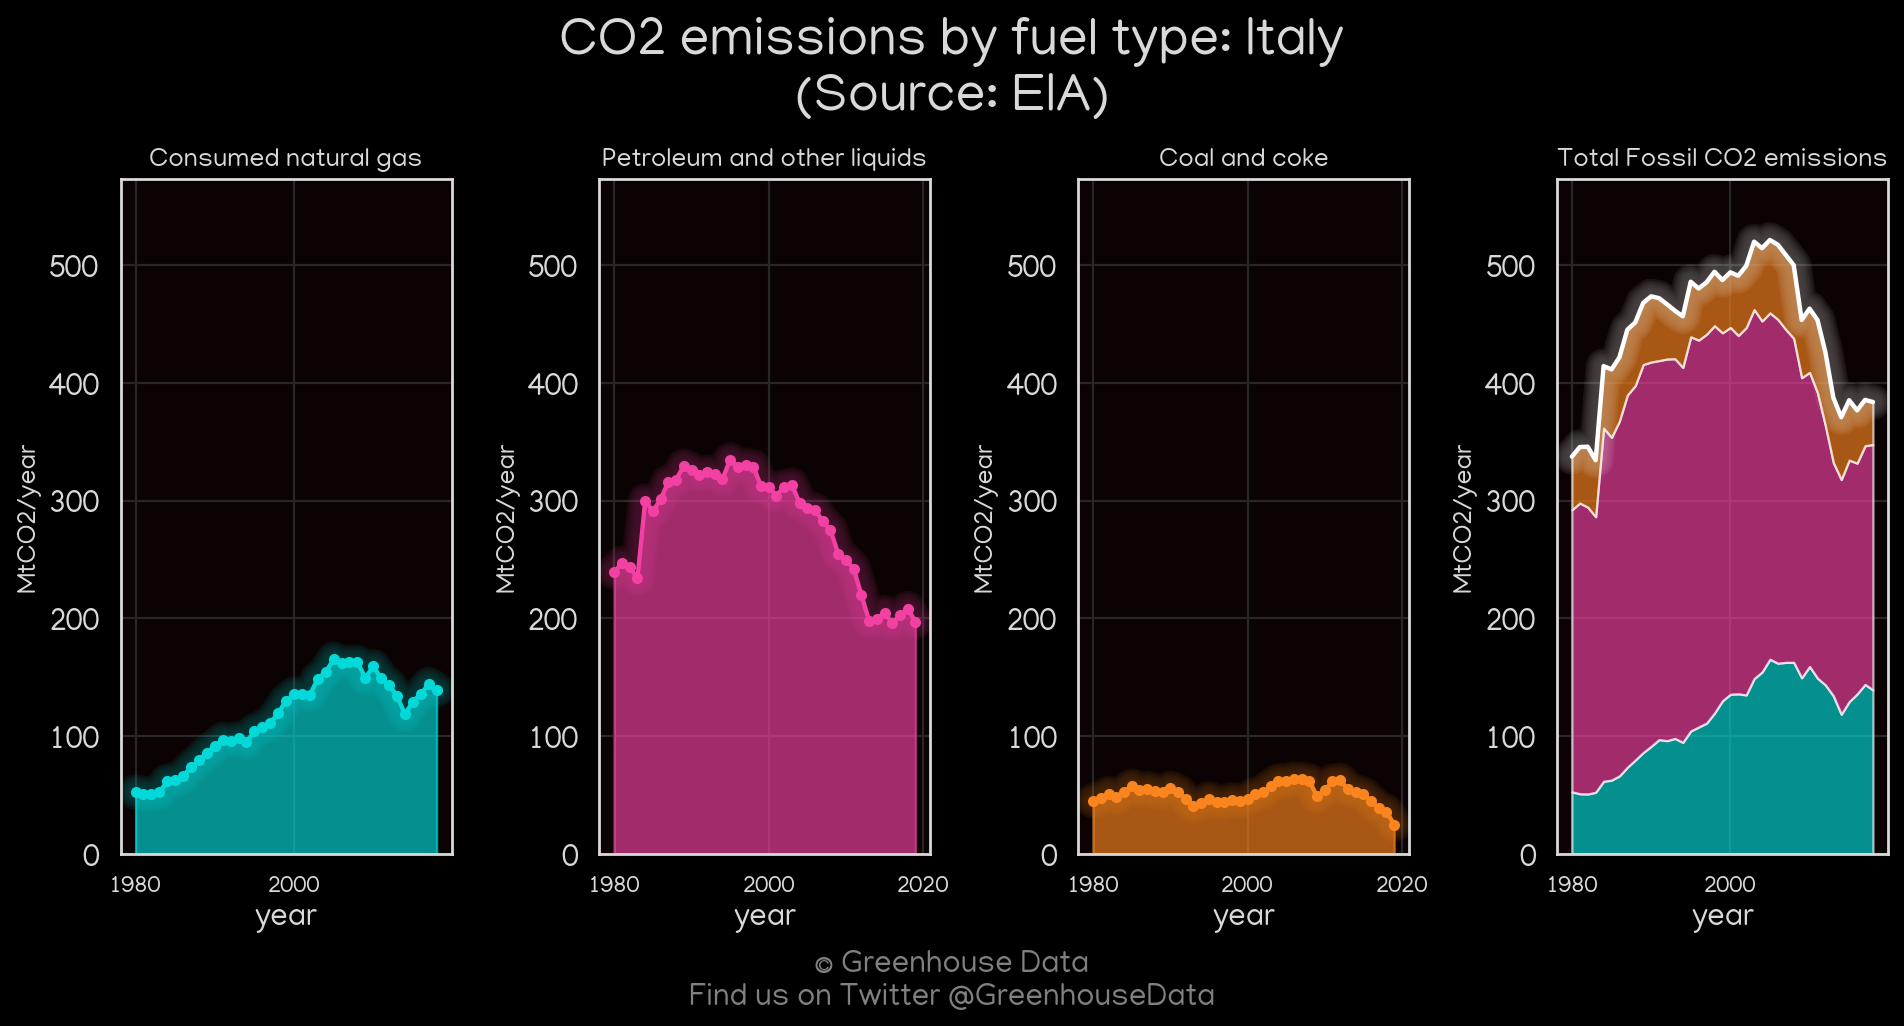 CO2 emissions by fuel type: Italy
(Source: EIA)
Consumed natural gas
Petroleum and other liquids
Coal and coke
Total Fossil CO2 emissions
MtCO2/year
500
400
300
200
100
0
1980 2000
year
MtCO2/year
500
400
300
200
100
0
1980 2000 2020
year
MtCO2/year
500
400
300
200
100
0
1980 2000 2020
year
MtCO2/year
500
400
300
200
100
0
1980 2000
year
© Greenhouse Data
Find us on Twitter @GreenhouseData